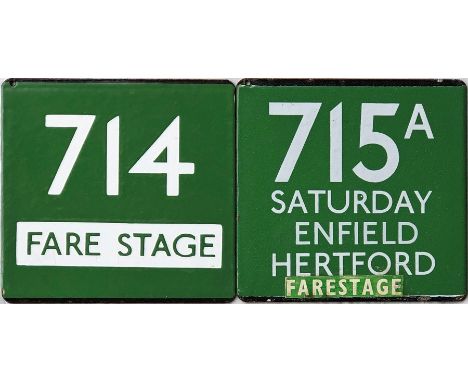 714
FARE STAGE
715A
SATURDAY
ENFIELD
HERTFORD
FARESTAGE